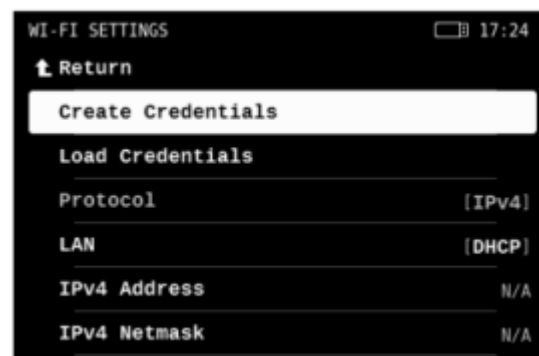 WI-FI SETTINGS 17:24
Return
Create Credentials
Load Credentials
Protocol [IPv4]
LAN [DHCP]
IPv4 Address N/A
IPv4 Netmask N/A